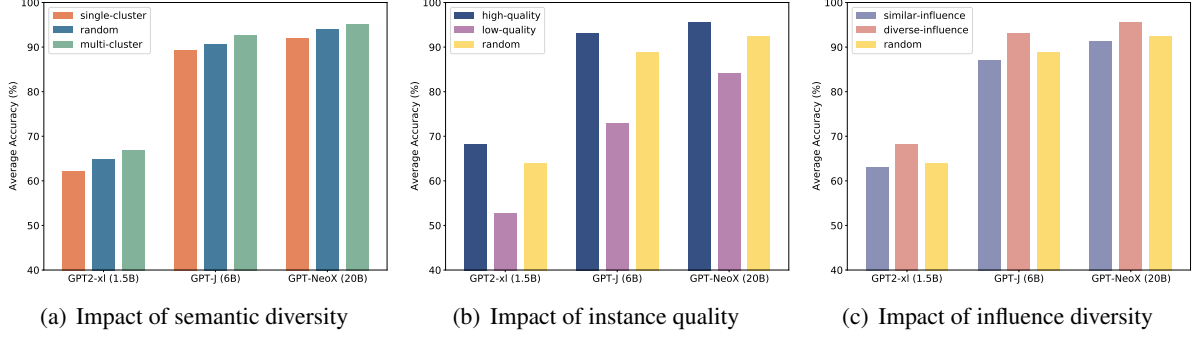 single-cluster
random
multi-cluster
Average Accuracy (%)
100
90
80
70
60
50
40
GPT2-xl (1.5B) GPT-J (6B) GPT-NeoX (20B)
(a) Impact of semantic diversity
high-quality
low-quality
random
Average Accuracy (%)
100
90
80
70
60
50
40
GPT2-xl (1.5B) GPT-J (6B) GPT-NeoX (20B)
(b) Impact of instance quality
similar-influence
diverse-influence
random
Average Accuracy (%)
100
90
80
70
60
50
40
GPT2-xl (1.5B) GPT-J (6B) GPT-NeoX (20B)
(c) Impact of influence diversity